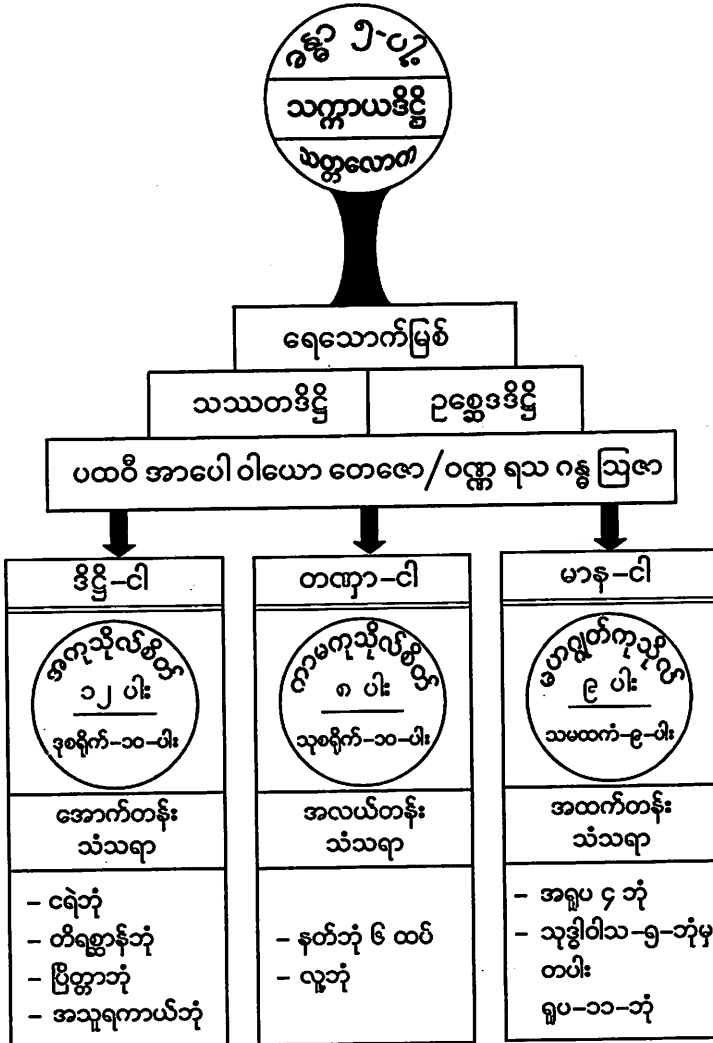 ခန္ဓာ ၅-ပါး
သက္ကာယဒိဋ္ဌိ
သတ္တလောက
ရေသောက်မြစ်
သဿတဒိဋ္ဌိ
ဥစ္ဆေဒဒိဋ္ဌိ
ပထဝီ အာပေါ ဝါယော တေဇော/ဝဏ္ဏ ရသ ဂန္ဓ ဩဇာ
ဒိဋ္ဌိ-ငါ
အကုသိုလ်စိတ်
၁၂ ပါး
ဒုစရိုက်-၁၀-ပါး
အောက်တန်း
သံသရာ
- ငရဲဘုံ
- တိရစ္ဆာန်ဘုံ
- ပြိတ္တာဘုံ
- အသူရကာယ်ဘုံ
တဏှာ-ငါ
ကာမကုသိုလ်စိတ်
၈ ပါး
သုစရိုက်-၁၀-ပါး
အလယ်တန်း
သံသရာ
- နတ်ဘုံ ၆ ထပ်
- လူ့ဘုံ
မာန-ငါ
မဟဂ္ဂုတ်ကုသိုလ်
၉ ပါး
သမထကံ-၉-ပါး
အထက်တန်း
သံသရာ
- အရူပ ၄ ဘုံ
- သုဒ္ဓါဝါသ-၅-ဘုံမှ
တပါး
ရူပ-၁၁-ဘုံ